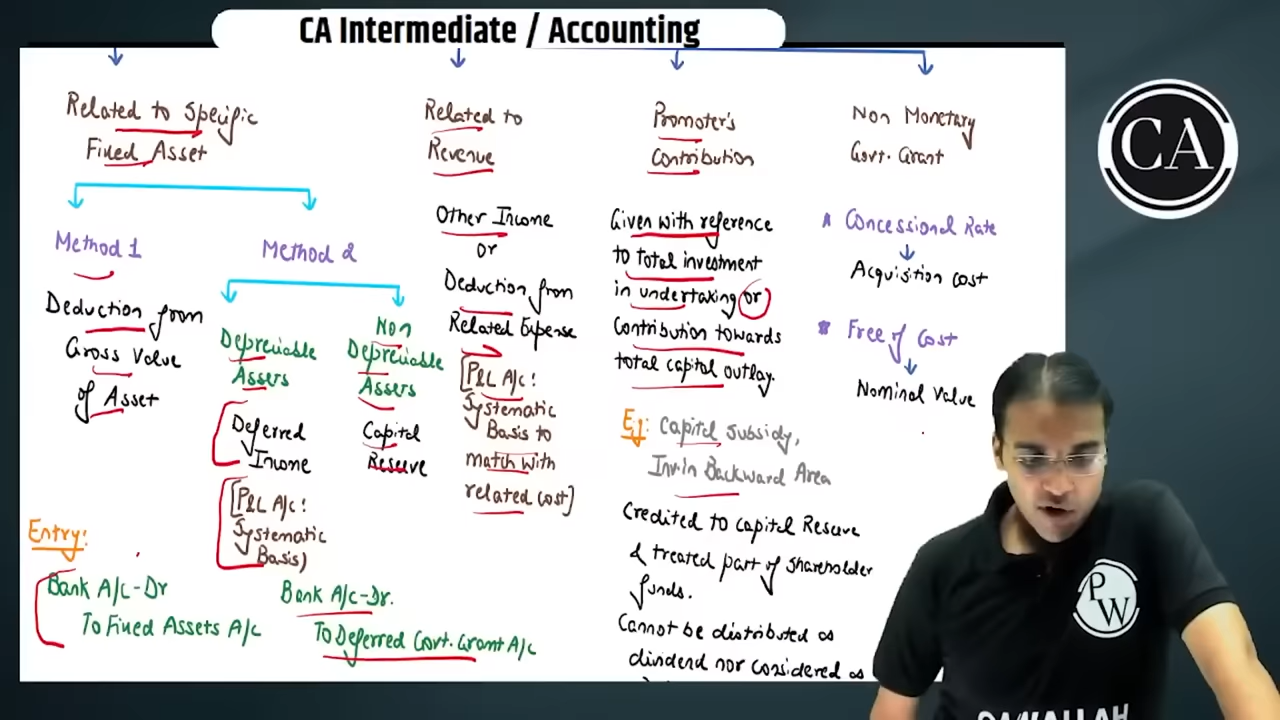 CA Intermediate / Accounting
CA
Related to Specific
Fixed Asset
Method 1
Deduction from
Gross Value
of Asset
Method 2
Depreciable
Assets
Deferred
Income
[P&L A/c:
Systematic
Basis)
Non
Depreciable
Assets
Capital
Reserve
Entry:
Bank A/c-Dr
To Fixed Assets A/c
Bank A/c-Dr.
To Deferred Govt. Grant A/c
Related to
Revenue
Other Income
or
Deduction from
Related Expense
[P&L A/c:
Systematic
Basis to
match with
related cost]
Promoter's
Contribution
Given with reference
to total investment
in undertaking or
Contribution towards
total capital outlay.
Eg: Capital subsidy,
Inv. in Backward Area
Credited to capital Reserve
& treated part of shareholder
funds.
Cannot be distributed as
dividend nor considered as
Non Monetary
Govt. Grant
Concessional Rate
Acquisition cost
Free of Cost
Nominal Value
PW